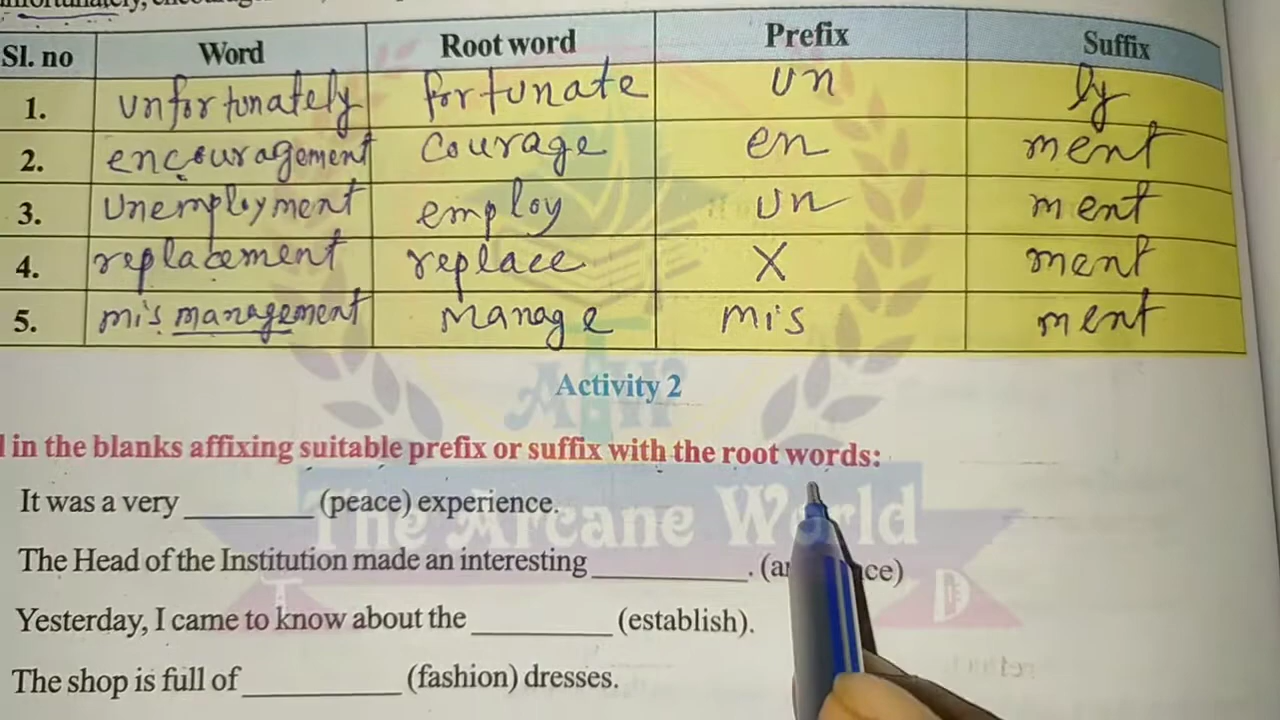 Sl. no Word Root word Prefix Suffix
1. unfortunately fortunate un ly
2. encouragement courage en ment
3. Unemployment employ un ment
4. replacement replace X ment
5. mismanagement manage mis ment
Activity 2
in the blanks affixing suitable prefix or suffix with the root words:
It was a very ________ (peace) experience.
The Arcane World
The Head of the Institution made an interesting __________.
Yesterday, I came to know about the _________ (establish).
The shop is full of __________ (fashion) dresses.